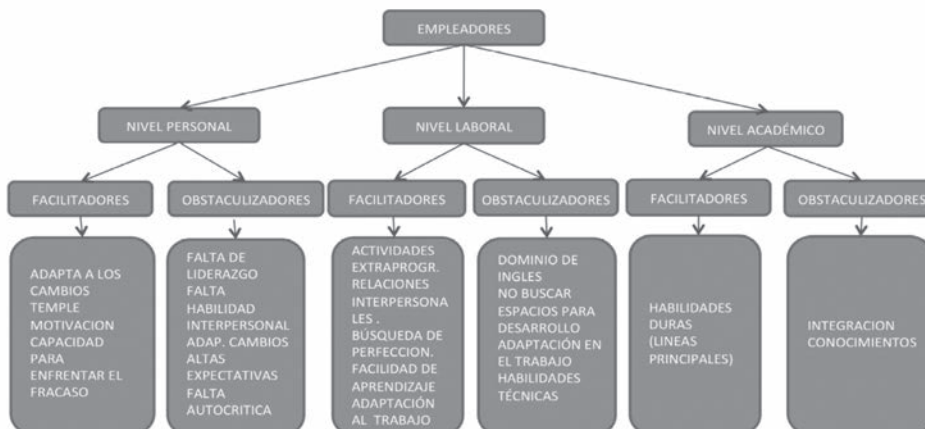 EMPLEADORES
NIVEL PERSONAL
NIVEL LABORAL
NIVEL ACADÉMICO
FACILITADORES
OBSTACULIZADORES
FACILITADORES
OBSTACULIZADORES
FACILITADORES
OBSTACULIZADORES
ADAPTA A LOS
CAMBIOS
TEMPLE
MOTIVACION
CAPACIDAD
PARA
ENFRENTAR EL
FRACASO
FALTA DE
LIDERAZGO
FALTA
HABILIDAD
INTERPERSONAL
ADAP. CAMBIOS
ALTAS
EXPECTATIVAS
FALTA
AUTOCRITICA
ACTIVIDADES
EXTRAPROGR.
RELACIONES
INTERPERSONA
LES .
BÚSQUEDA DE
PERFECCION.
FACILIDAD DE
APRENDIZAJE
ADAPTACIÓN
AL TRABAJO
DOMINIO DE
INGLES
NO BUSCAR
ESPACIOS PARA
DESARROLLO
ADAPTACIÓN EN
EL TRABAJO
HABILIDADES
TÉCNICAS
HABILIDADES
DURAS
(LINEAS
PRINCIPALES)
INTEGRACION
CONOCIMIENTOS